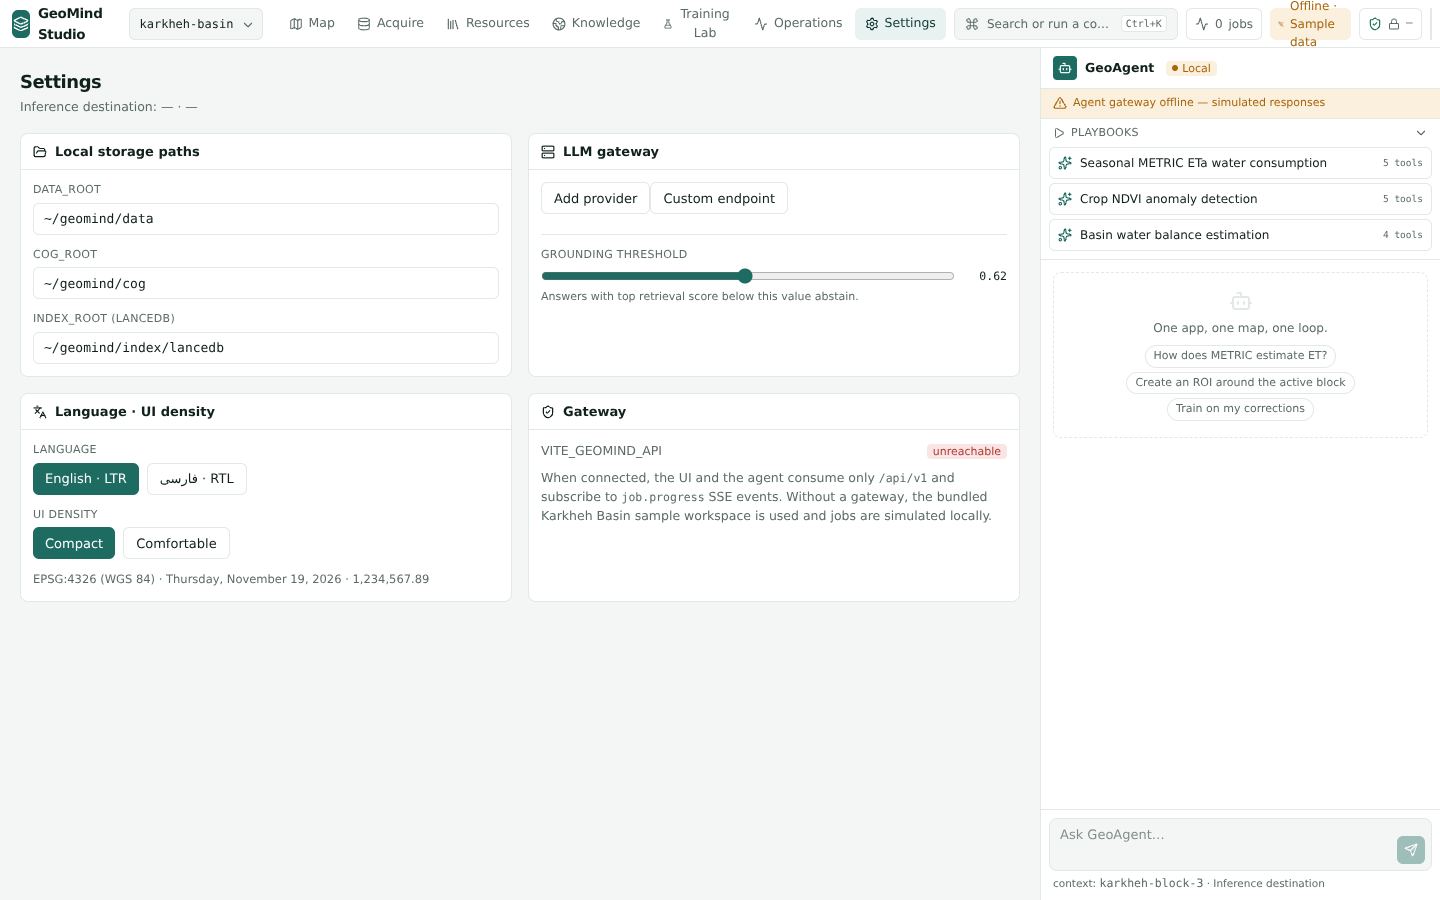 GeoMind Studio
karkheh-basin
Map
Acquire
Resources
Knowledge
Training Lab
Operations
Settings
Search or run a co…
Ctrl+K
0 jobs
Offline · Sample data
—
Settings
Inference destination: — · —
Local storage paths
DATA_ROOT
~/geomind/data
COG_ROOT
~/geomind/cog
INDEX_ROOT (LANCEDB)
~/geomind/index/lancedb
LLM gateway
Add provider
Custom endpoint
GROUNDING THRESHOLD
0.62
Answers with top retrieval score below this value abstain.
Language · UI density
LANGUAGE
English · LTR
فارسی · RTL
UI DENSITY
Compact
Comfortable
EPSG:4326 (WGS 84) · Thursday, November 19, 2026 · 1,234,567.89
Gateway
VITE_GEOMIND_API
unreachable
When connected, the UI and the agent consume only /api/v1 and
subscribe to job.progress SSE events. Without a gateway, the bundled
Karkheh Basin sample workspace is used and jobs are simulated locally.
GeoAgent
Local
Agent gateway offline — simulated responses
PLAYBOOKS
Seasonal METRIC ETa water consumption
5 tools
Crop NDVI anomaly detection
5 tools
Basin water balance estimation
4 tools
One app, one map, one loop.
How does METRIC estimate ET?
Create an ROI around the active block
Train on my corrections
Ask GeoAgent…
context: karkheh-block-3 · Inference destination